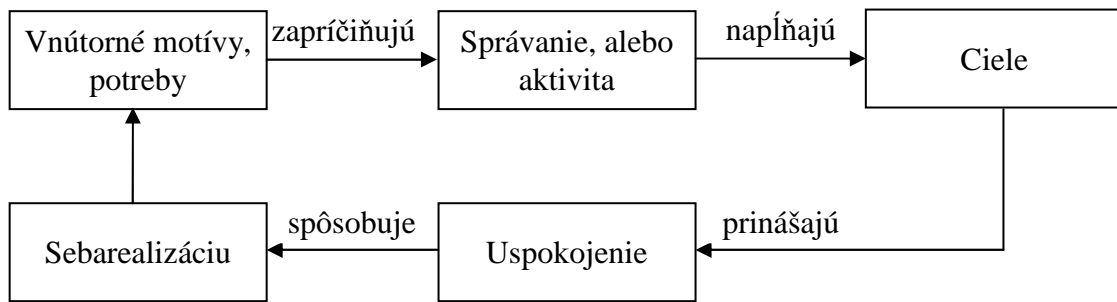 Vnútorné motívy,
potreby
zapríčiňujú
Správanie, alebo
aktivita
napĺňajú
Ciele
prinášajú
Uspokojenie
spôsobuje
Sebarealizáciu